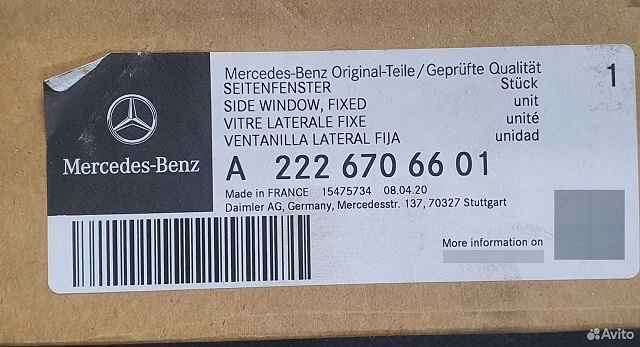 Mercedes-Benz Original-Teile/Geprüfte Qualität
SEITENFENSTER Stück 1
SIDE WINDOW, FIXED unit
VITRE LATERALE FIXE unité
VENTANILLA LATERAL FIJA unidad
Mercedes-Benz
A 222 670 66 01
Made in FRANCE 15475734 08.04.20
Daimler AG, Germany, Mercedesstr. 137, 70327 Stuttgart
More information on
Avito